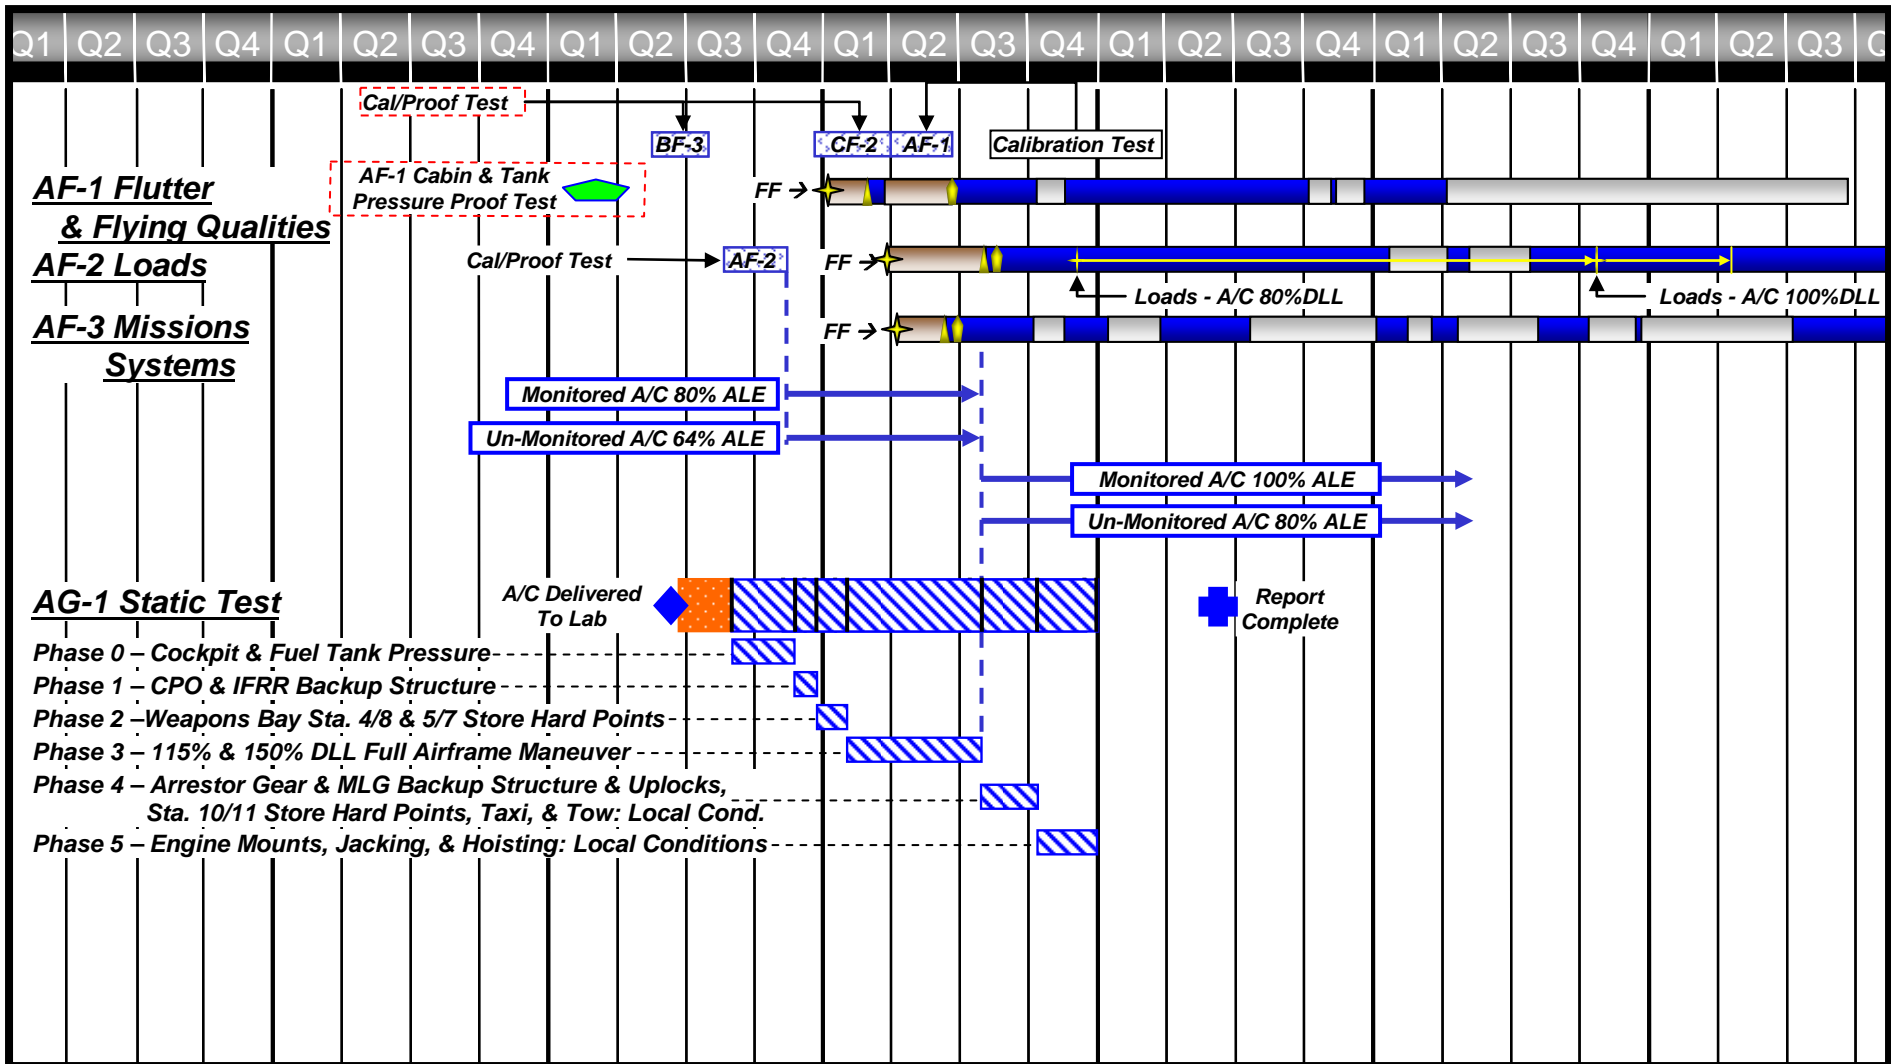 Q1 Q2 Q3 Q4 Q1 Q2 Q3 Q4 Q1 Q2 Q3 Q4 Q1 Q2 Q3 Q4 Q1 Q2 Q3 Q4 Q1 Q2 Q3 Q4 Q1 Q2 Q3
Cal/Proof Test
BF-3
CF-2
AF-1
Calibration Test
AF-1 Flutter
& Flying Qualities
AF-1 Cabin & Tank
Pressure Proof Test
FF →
AF-2 Loads
Cal/Proof Test
AF-2
FF →
Loads - A/C 80%DLL
Loads - A/C 100%DLL
AF-3 Missions
Systems
FF →
Monitored A/C 80% ALE
Un-Monitored A/C 64% ALE
Monitored A/C 100% ALE
Un-Monitored A/C 80% ALE
AG-1 Static Test
A/C Delivered
To Lab
Report
Complete
Phase 0 – Cockpit & Fuel Tank Pressure
Phase 1 – CPO & IFRR Backup Structure
Phase 2 –Weapons Bay Sta. 4/8 & 5/7 Store Hard Points
Phase 3 – 115% & 150% DLL Full Airframe Maneuver
Phase 4 – Arrestor Gear & MLG Backup Structure & Uplocks,
Sta. 10/11 Store Hard Points, Taxi, & Tow: Local Cond.
Phase 5 – Engine Mounts, Jacking, & Hoisting: Local Conditions